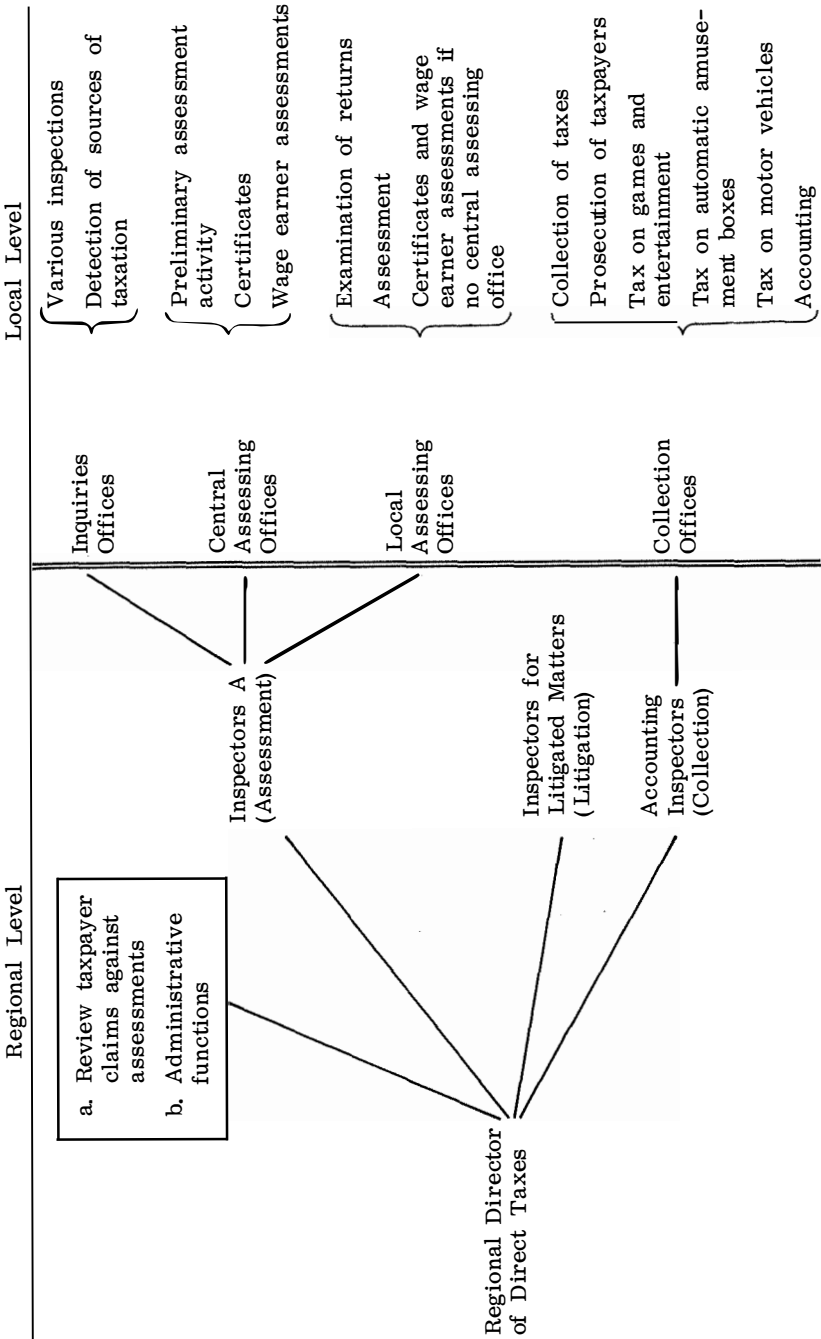 Regional Level
Local Level
a. Review taxpayer
claims against
assessments
b. Administrative
functions
Regional Director
of Direct Taxes
Inspectors A
(Assessment)
Inspectors for
Litigated Matters
(Litigation)
Accounting
Inspectors
(Collection)
Inquiries
Offices
Various inspections
Detection of sources of
taxation
Central
Assessing
Offices
Preliminary assessment
activity
Certificates
Wage earner assessments
Local
Assessing
Offices
Examination of returns
Assessment
Certificates and wage
earner assessments if
no central assessing
office
Collection
Offices
Collection of taxes
Prosecution of taxpayers
Tax on games and
entertainment
Tax on automatic amuse-
ment boxes
Tax on motor vehicles
Accounting